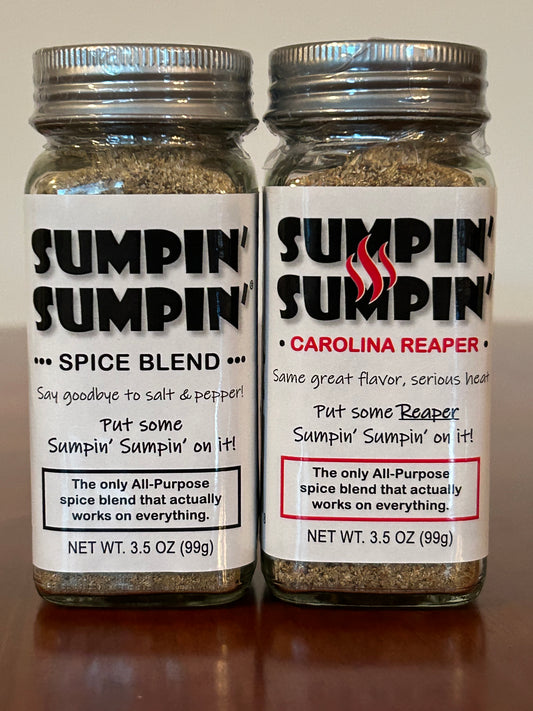 SUMPIN'
SUMPIN'®
••• SPICE BLEND •••
Say goodbye to salt & pepper!
Put some
Sumpin' Sumpin' on it!
The only All-Purpose
spice blend that actually
works on everything.
NET WT. 3.5 OZ (99g)
SUMPIN'
SUMPIN'
• CAROLINA REAPER •
Same great flavor, serious heat
Put some Reaper
Sumpin' Sumpin' on it!
The only All-Purpose
spice blend that actually
works on everything.
NET WT. 3.5 OZ (99g)